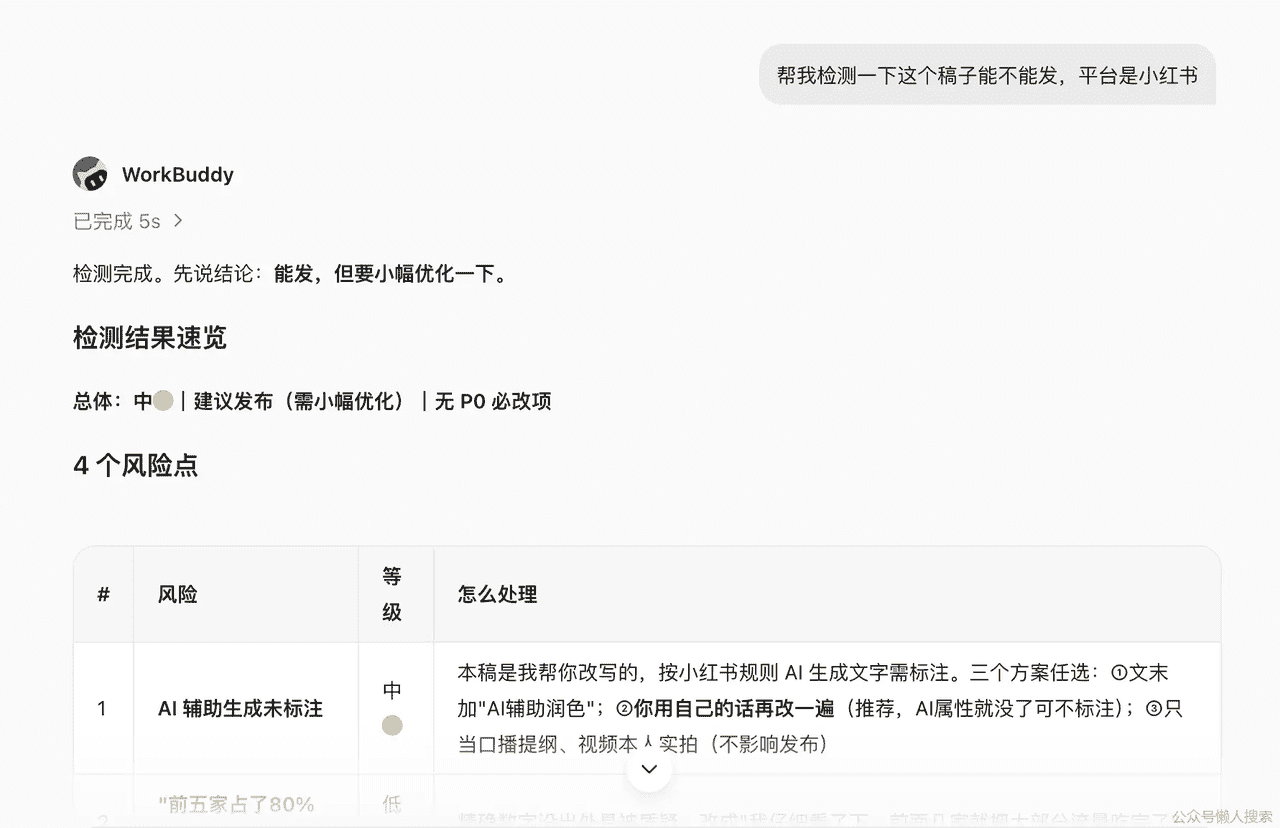 帮我检测一下这个稿子能不能发，平台是小红书
WorkBuddy
已完成 5s
检测完成。先说结论：能发，但要小幅优化一下。
检测结果速览
总体：中 | 建议发布（需小幅优化） | 无 P0 必改项
4 个风险点
# 风险 等级 怎么处理
1 AI 辅助生成未标注 中
本稿是我帮你改写的，按小红书规则 AI 生成文字需标注。三个方案任选：①文末
加"AI辅助润色"；②你用自己的话再改一遍（推荐，AI属性就没了可不标注）；③只
当口播提纲、视频本人实拍（不影响发布）
2 "前五家占了80% 低
公众号懒人搜索